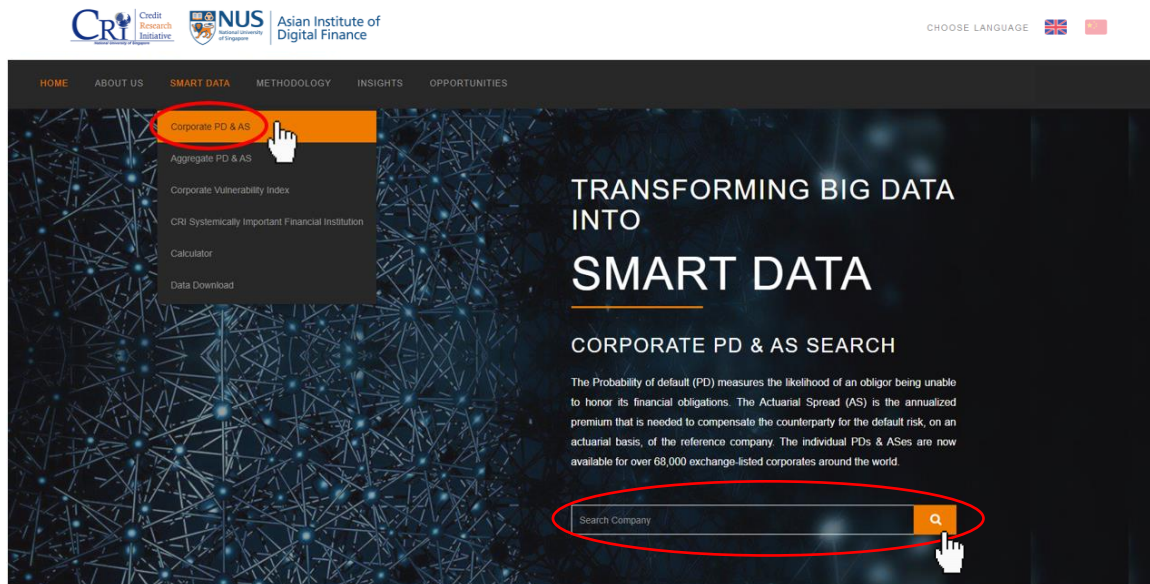 CRI
Credit
Research
Initiative
National University of Singapore
NUS
National University
of Singapore
Asian Institute of
Digital Finance
CHOOSE LANGUAGE
HOME ABOUT US SMART DATA METHODOLOGY INSIGHTS OPPORTUNITIES
Corporate PD & AS
Aggregate PD & AS
Corporate Vulnerability Index
CRI Systemically Important Financial Institution
Calculator
Data Download
TRANSFORMING BIG DATA
INTO
SMART DATA
CORPORATE PD & AS SEARCH
The Probability of default (PD) measures the likelihood of an obligor being unable
to honor its financial obligations. The Actuarial Spread (AS) is the annualized
premium that is needed to compensate the counterparty for the default risk, on an
actuarial basis, of the reference company. The individual PDs & ASes are now
available for over 68,000 exchange-listed corporates around the world.
Search Company